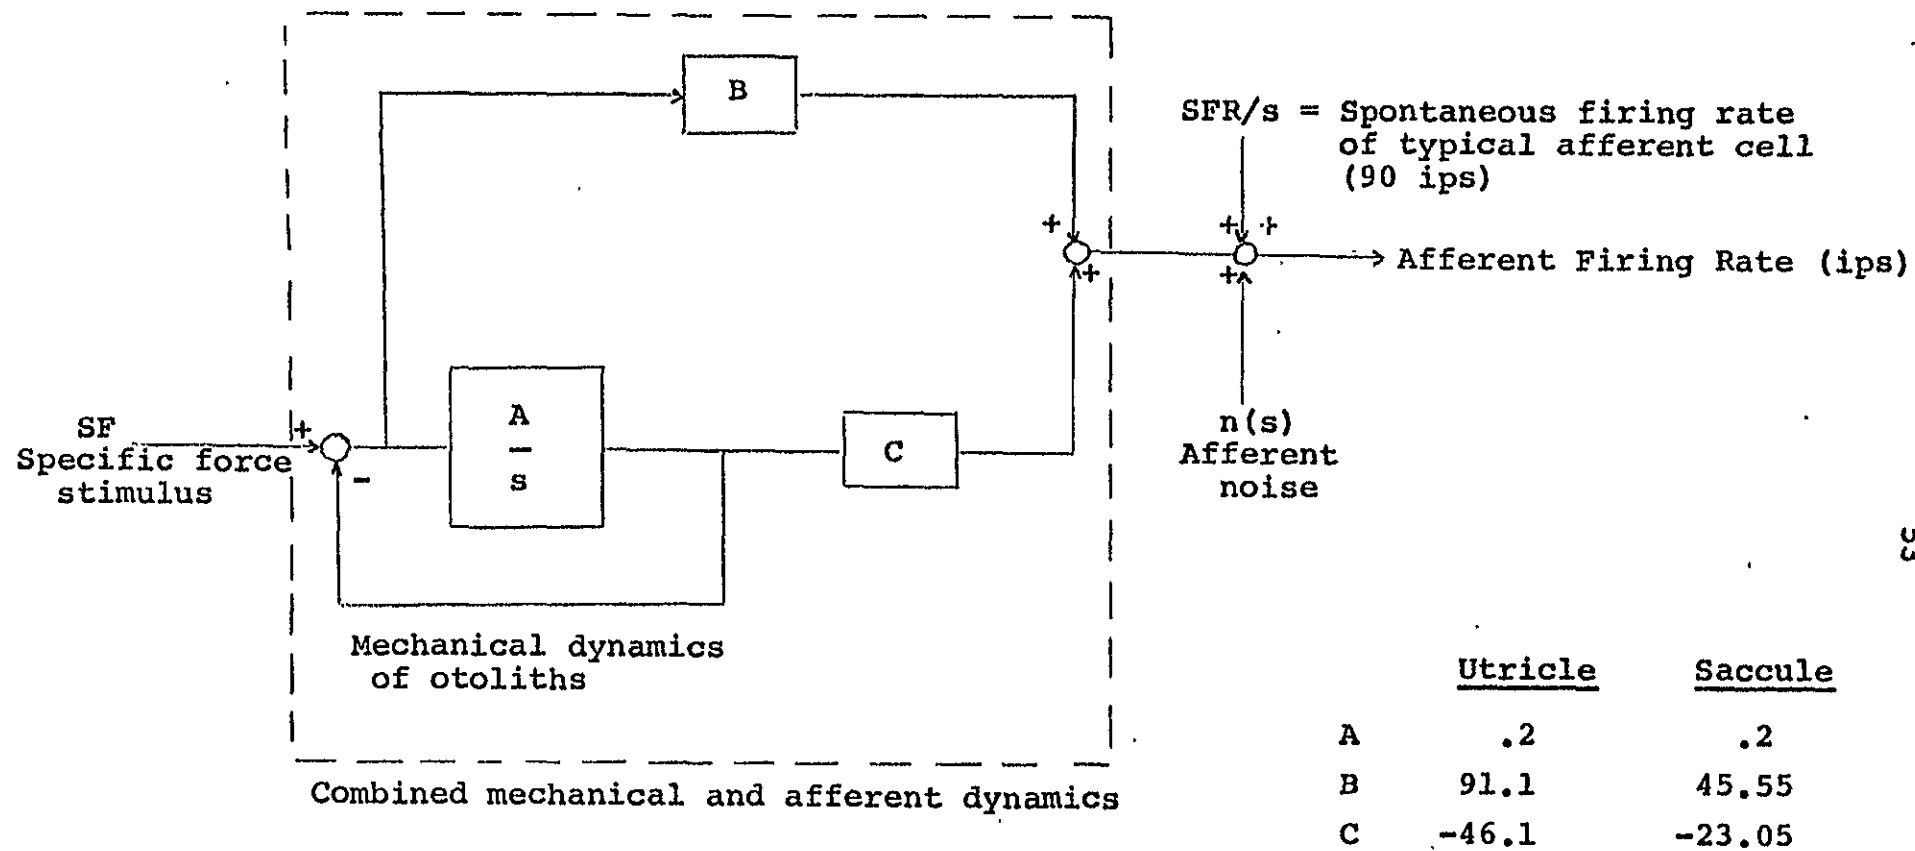 B
SFR/s = Spontaneous firing rate
of typical afferent cell
(90 ips)
+
+ +
+
+
Afferent Firing Rate (ips)
SF
Specific force
stimulus
+
-
A
s
C
n(s)
Afferent
noise
Mechanical dynamics
of otoliths
Combined mechanical and afferent dynamics
Utricle Saccule
A .2 .2
B 91.1 45.55
C -46.1 -23.05